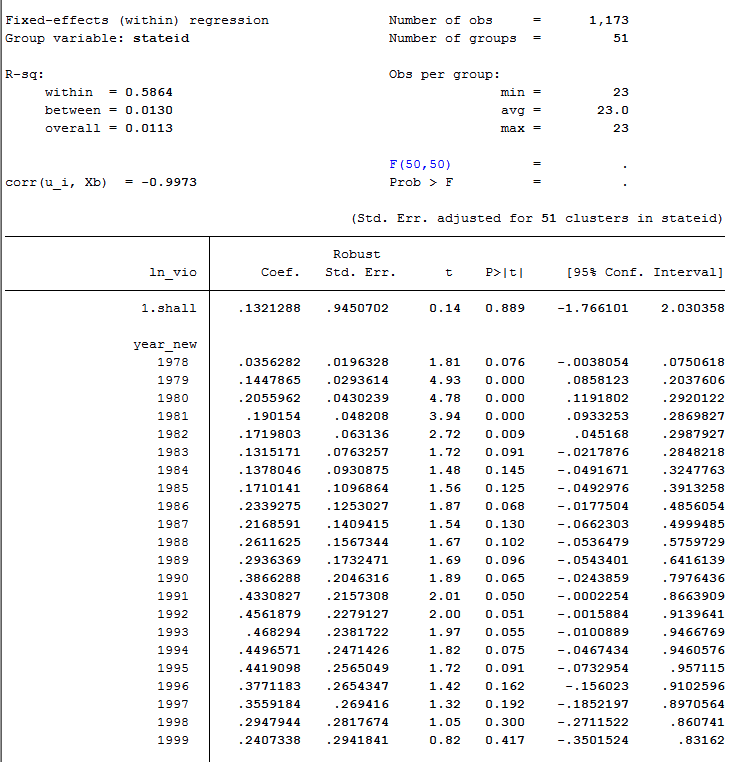 Fixed-effects (within) regression Number of obs = 1,173
Group variable: stateid Number of groups = 51
R-sq: Obs per group:
within = 0.5864 min = 23
between = 0.0130 avg = 23.0
overall = 0.0113 max = 23
F(50,50) = .
corr(u_i, Xb) = -0.9973 Prob > F = .
(Std. Err. adjusted for 51 clusters in stateid)
Robust
ln_vio Coef. Std. Err. t P>|t| [95% Conf. Interval]
1.shall .1321288 .9450702 0.14 0.889 -1.766101 2.030358
year_new
1978 .0356282 .0196328 1.81 0.076 -.0038054 .0750618
1979 .1447865 .0293614 4.93 0.000 .0858123 .2037606
1980 .2055962 .0430239 4.78 0.000 .1191802 .2920122
1981 .190154 .048208 3.94 0.000 .0933253 .2869827
1982 .1719803 .063136 2.72 0.009 .045168 .2987927
1983 .1315171 .0763257 1.72 0.091 -.0217876 .2848218
1984 .1378046 .0930875 1.48 0.145 -.0491671 .3247763
1985 .1710141 .1096864 1.56 0.125 -.0492976 .3913258
1986 .2339275 .1253027 1.87 0.068 -.0177504 .4856054
1987 .2168591 .1409415 1.54 0.130 -.0662303 .4999485
1988 .2611625 .1567344 1.67 0.102 -.0536479 .5759729
1989 .2936369 .1732471 1.69 0.096 -.0543401 .6416139
1990 .3866288 .2046316 1.89 0.065 -.0243859 .7976436
1991 .4330827 .2157308 2.01 0.050 -.0002254 .8663909
1992 .4561879 .2279127 2.00 0.051 -.0015884 .9139641
1993 .468294 .2381722 1.97 0.055 -.0100889 .9466769
1994 .4496571 .2471426 1.82 0.075 -.0467434 .9460576
1995 .4419098 .2565049 1.72 0.091 -.0732954 .957115
1996 .3771183 .2654347 1.42 0.162 -.156023 .9102596
1997 .3559184 .269416 1.32 0.192 -.1852197 .8970564
1998 .2947944 .2817674 1.05 0.300 -.2711522 .860741
1999 .2407338 .2941841 0.82 0.417 -.3501524 .83162